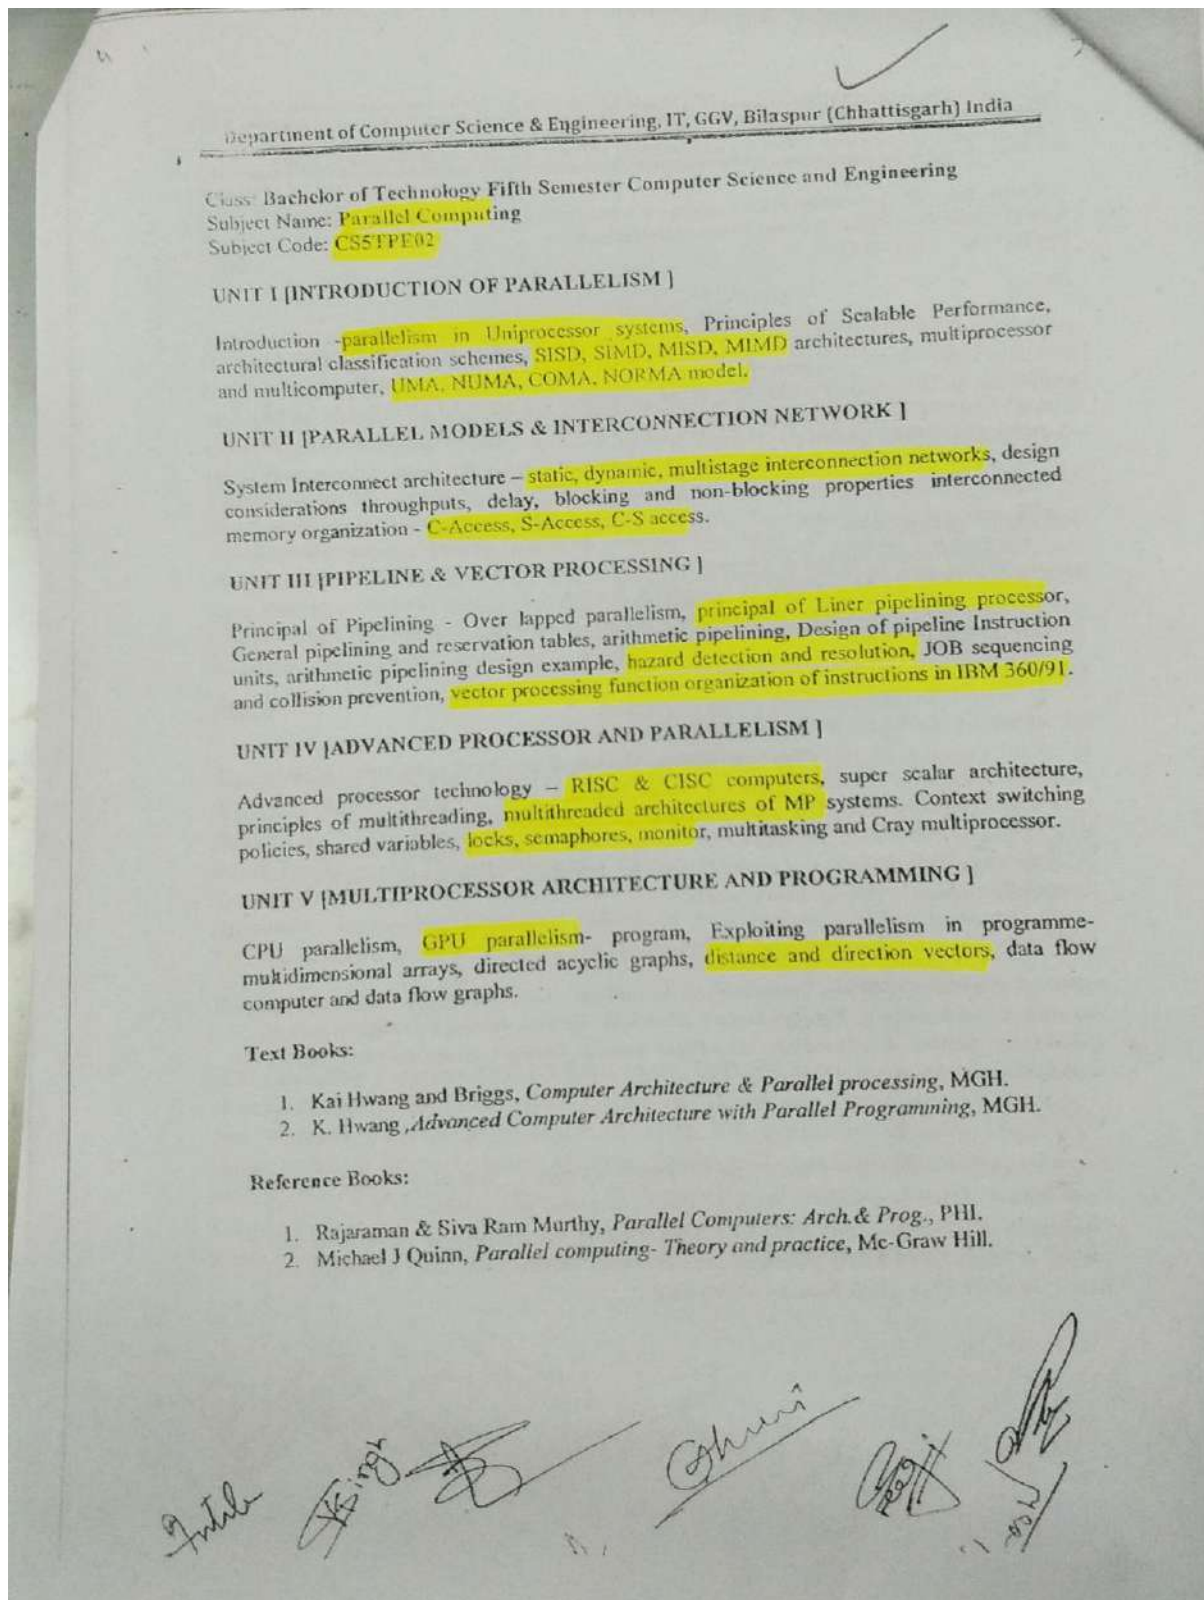 Department of Computer Science & Engineering, IT, GGV, Bilaspur (Chhattisgarh) India
Class: Bachelor of Technology Fifth Semester Computer Science and Engineering
Subject Name: Parallel Computing
Subject Code: CS5TPE02
UNIT I [INTRODUCTION OF PARALLELISM ]
Introduction -parallelism in Uniprocessor systems, Principles of Scalable Performance,
architectural classification schemes, SISD, SIMD, MISD, MIMD architectures, multiprocessor
and multicomputer, UMA, NUMA, COMA, NORMA model.
UNIT II [PARALLEL MODELS & INTERCONNECTION NETWORK ]
System Interconnect architecture – static, dynamic, multistage interconnection networks, design
considerations throughputs, delay, blocking and non-blocking properties interconnected
memory organization - C-Access, S-Access, C-S access.
UNIT III [PIPELINE & VECTOR PROCESSING ]
Principal of Pipelining - Over lapped parallelism, principal of Liner pipelining processor,
General pipelining and reservation tables, arithmetic pipelining, Design of pipeline Instruction
units, arithmetic pipelining design example, hazard detection and resolution, JOB sequencing
and collision prevention, vector processing function organization of instructions in IBM 360/91.
UNIT IV [ADVANCED PROCESSOR AND PARALLELISM ]
Advanced processor technology – RISC & CISC computers, super scalar architecture,
principles of multithreading, multithreaded architectures of MP systems. Context switching
policies, shared variables, locks, semaphores, monitor, multitasking and Cray multiprocessor.
UNIT V [MULTIPROCESSOR ARCHITECTURE AND PROGRAMMING ]
CPU parallelism, GPU parallelism- program, Exploiting parallelism in programme-
multidimensional arrays, directed acyclic graphs, distance and direction vectors, data flow
computer and data flow graphs.
Text Books:
1. Kai Hwang and Briggs, Computer Architecture & Parallel processing, MGH.
2. K. Hwang ,Advanced Computer Architecture with Parallel Programming, MGH.
Reference Books:
1. Rajaraman & Siva Ram Murthy, Parallel Computers: Arch.& Prog., PHI.
2. Michael J Quinn, Parallel computing- Theory and practice, Mc-Graw Hill.